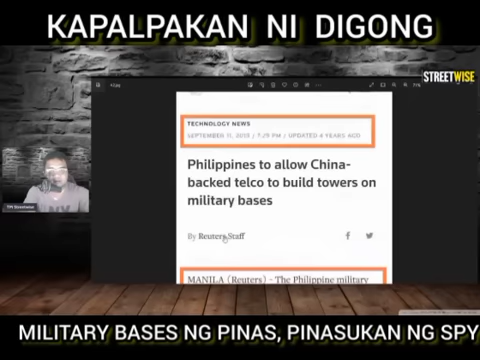 KAPALPAKAN NI DIGONG
STREETWISE
TECHNOLOGY NEWS
SEPTEMBER 11, 2019 / 7:29 PM / UPDATED 4 YEARS AGO
Philippines to allow China-
backed telco to build towers on
military bases
By Reuters Staff
MANILA (Reuters) - The Philippine military
MILITARY BASES NG PINAS, PINASUKAN NG SPY